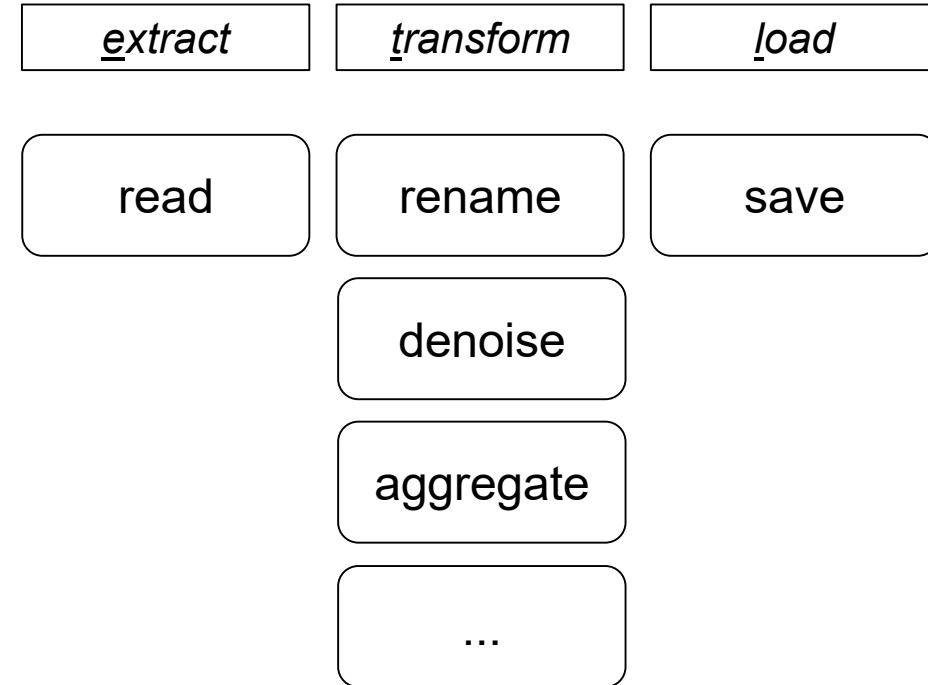 extract transform load
read rename save
denoise
aggregate
...